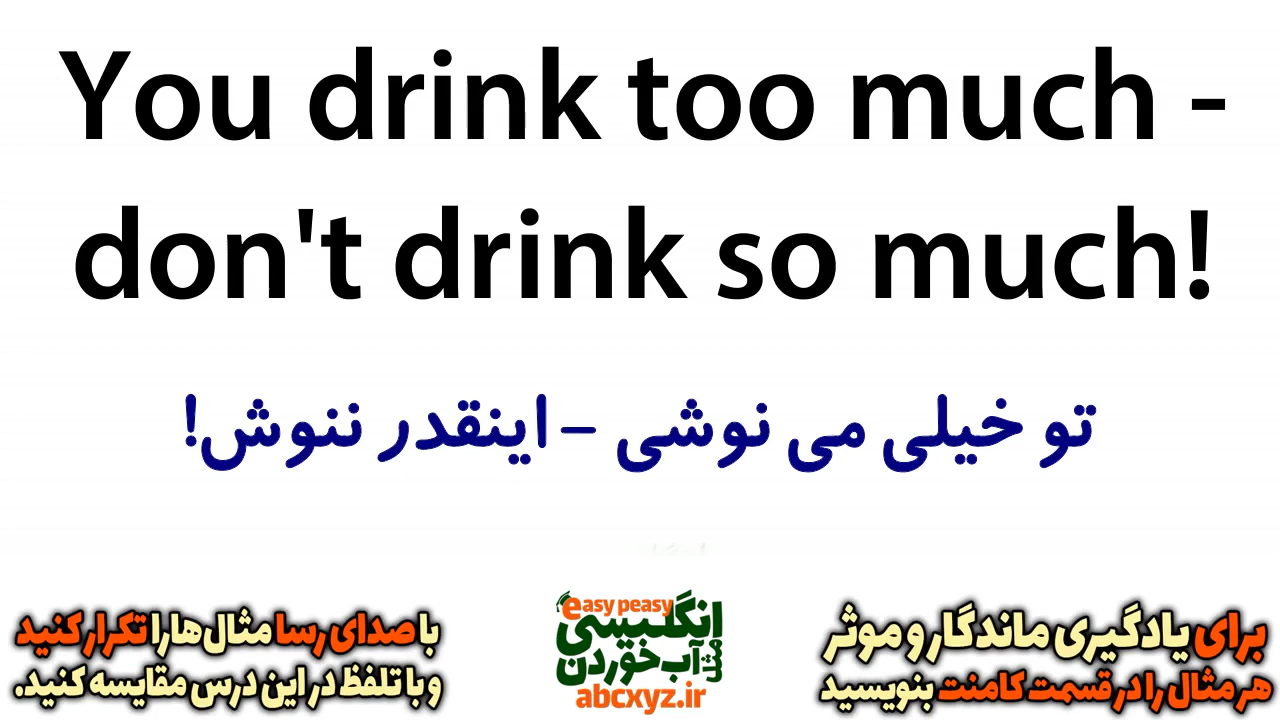 You drink too much -
don't drink so much!
تو خیلی می نوشی – اینقدر ننوش!
برای یادگیری ماندگار و موثر
هر مثال را در قسمت کامنت بنویسید
easy peasy
انگلیسی
مثل آب خوردن
abcxyz.ir
با صدای رسا مثال‌ها را تکرار کنید
و با تلفظ در این درس مقایسه کنید.